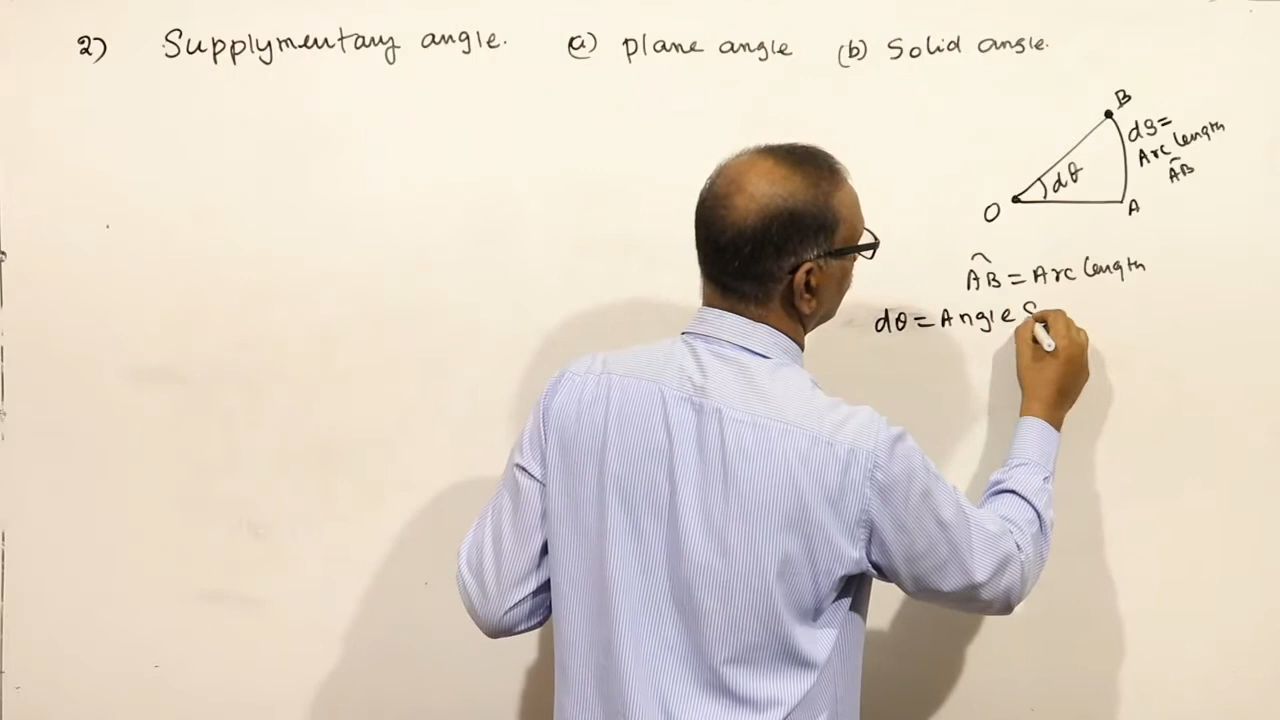 2) Supplymentary angle. (a) plane angle (b) Solid angle.
B
dS=
Arc length
AB
dθ
O
A
AB = Arc length
dθ = Angle S